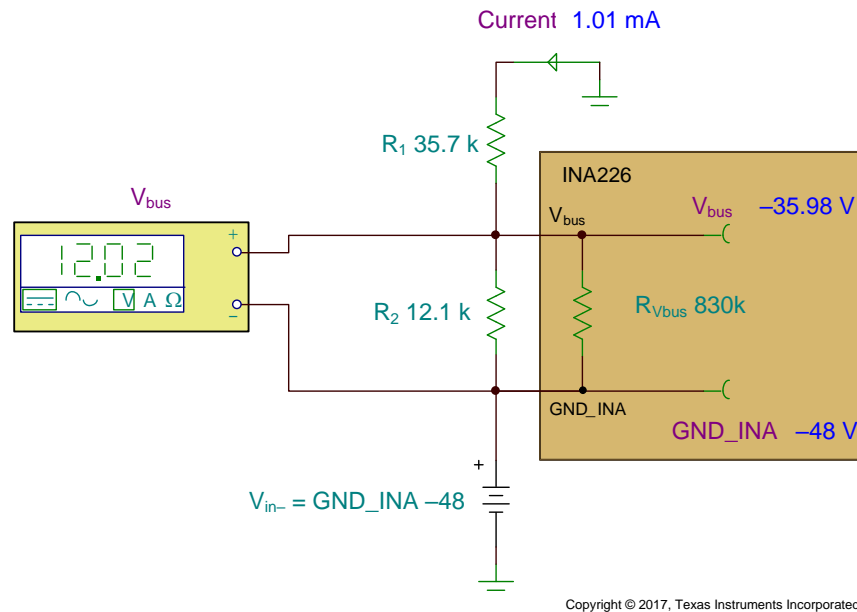 Current 1.01 mA
R1 35.7 k
INA226
Vbus
Vbus
Vbus –35.98 V
+
12.02
V A Ω
–
R2 12.1 k
RVbus 830k
GND_INA
GND_INA –48 V
+
Vin– = GND_INA –48
Copyright © 2017, Texas Instruments Incorporated